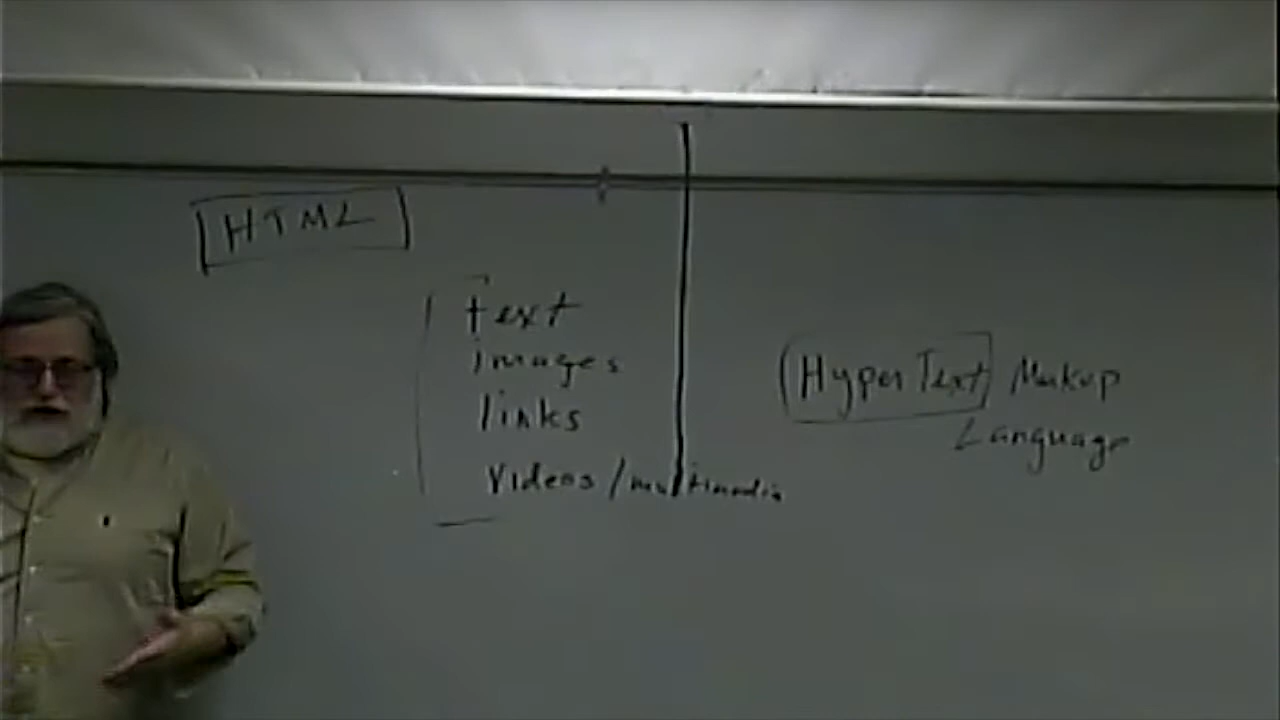 HTML
text
images
links
Videos/multimedia
HyperText Markup
Language